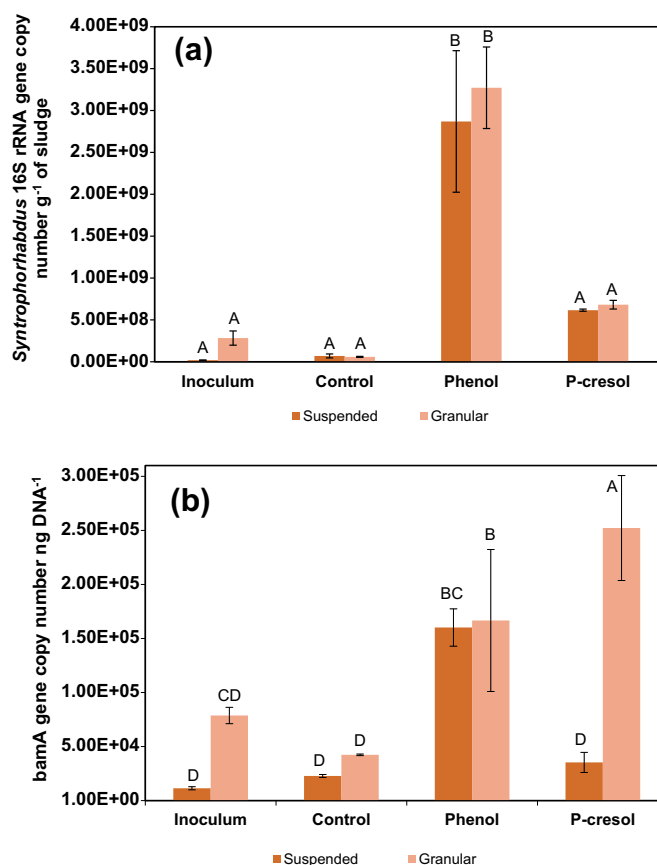 (a)
Syntrophorhabdus 16S rRNA gene copy
number g-1 of sludge
4.00E+09
3.50E+09
3.00E+09
2.50E+09
2.00E+09
1.50E+09
1.00E+09
5.00E+08
0.00E+00
A A A A B B A A
Inoculum Control Phenol P-cresol
Suspended Granular
(b)
bamA gene copy number ng DNA-1
3.00E+05
2.50E+05
2.00E+05
1.50E+05
1.00E+05
5.00E+04
1.00E+00
D CD D D BC B D A
Inoculum Control Phenol P-cresol
Suspended Granular